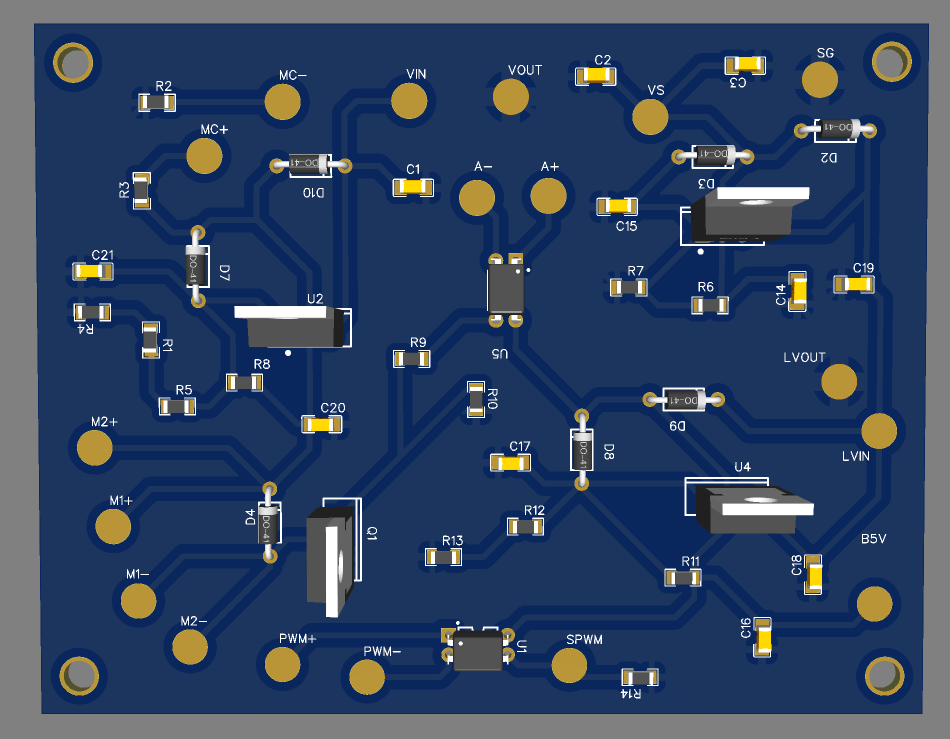 C2
SG
VOUT
VIN
MC-
C3
R2
VS
MC+
D2
DO-41
D10
DO-41
C1
A-
A+
D3
DO-41
R3
C15
C21
D7
DO-41
R7
R6
C14
C19
U2
R4
R1
R9
U5
LVOUT
R8
R5
R10
C20
D9
DO-41
M2+
D8
DO-41
C17
LVIN
U4
M1+
D4
DO-41
Q1
R12
R13
B5V
M1-
R11
C18
M2-
PWM+
PWM-
U1
SPWM
C16
R14